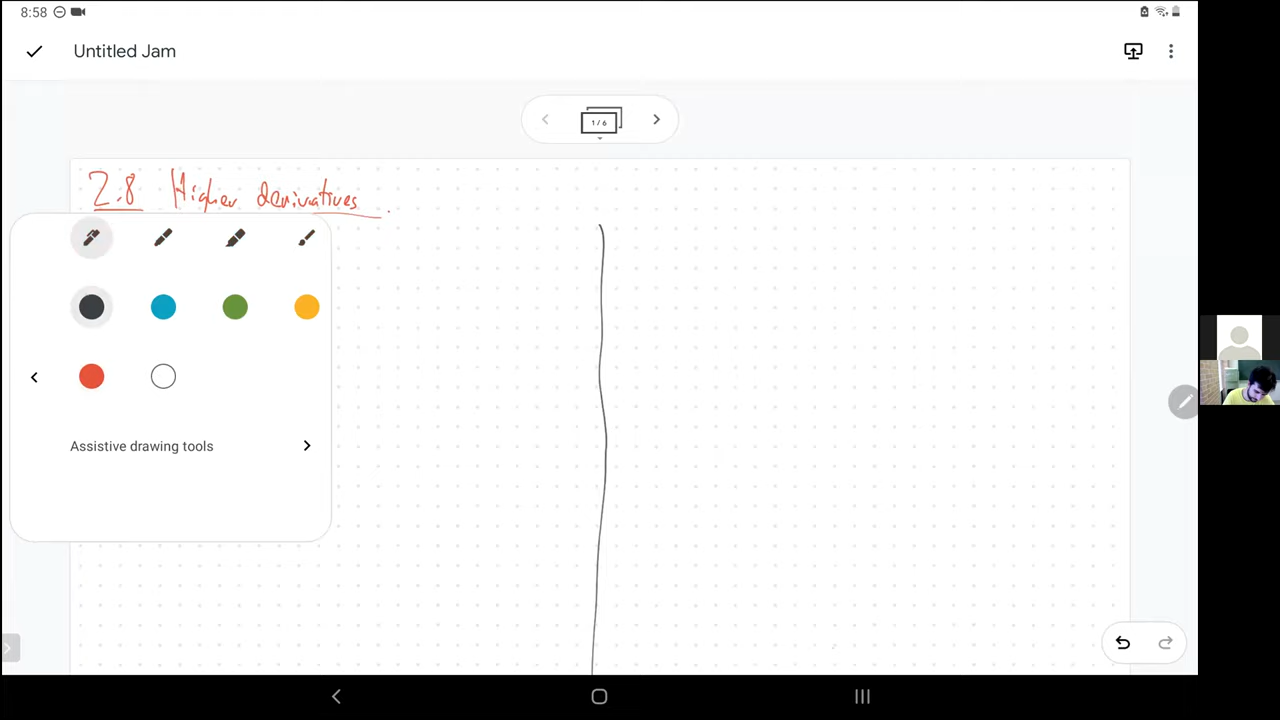 8:58
Untitled Jam
1 / 6
2.8 Higher derivatives.
Assistive drawing tools